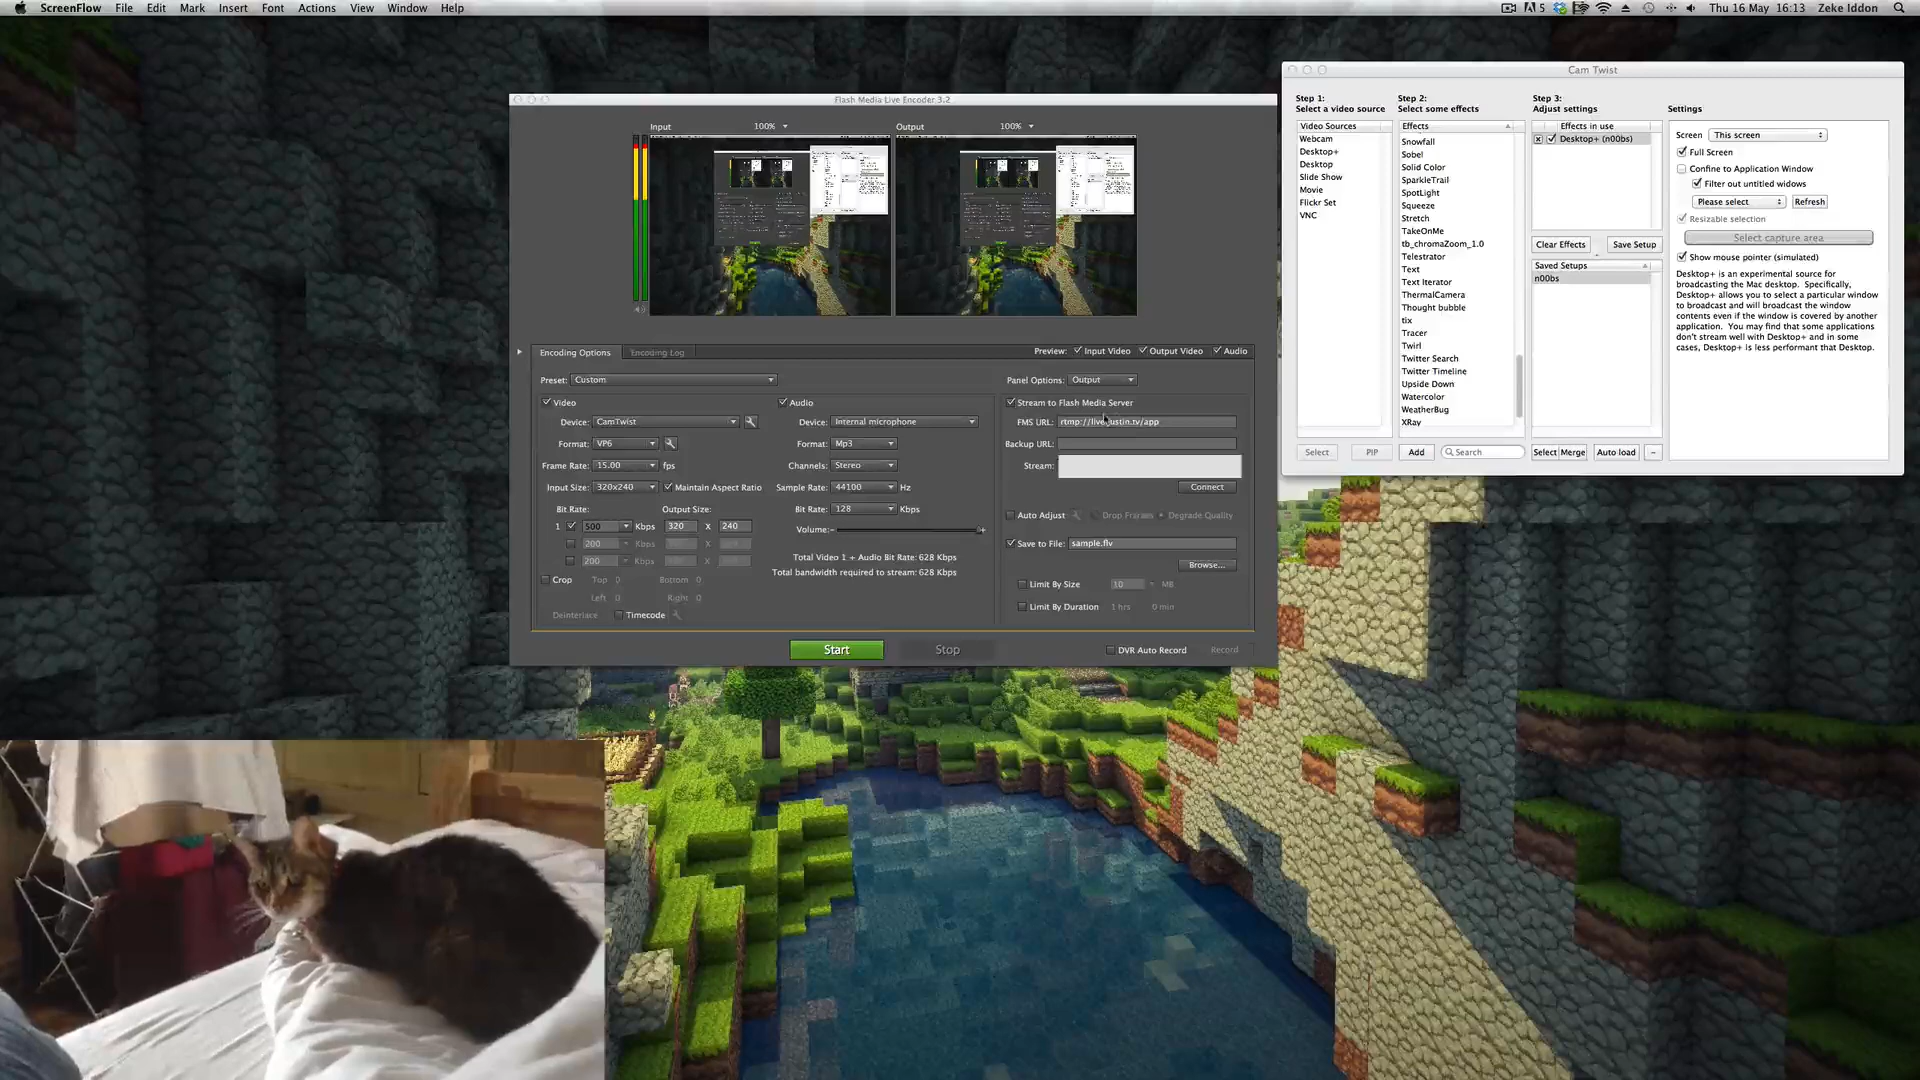 ScreenFlow File Edit Mark Insert Font Actions View Window Help
5 Thu 16 May 16:13 Zeke Iddon
Flash Media Live Encoder 3.2
Input 100% Output 100%
Encoding Options Encoding Log Preview: Input Video Output Video Audio
Preset: Custom
Video
Device: CamTwist
Format: VP6
Frame Rate: 15.00 fps
Input Size: 320x240 Maintain Aspect Ratio
Bit Rate: Output Size:
1 500 Kbps 320 X 240
200 Kbps X
200 Kbps X
Crop Top 0 Bottom 0
Left 0 Right 0
Deinterlace Timecode
Audio
Device: Internal microphone
Format: Mp3
Channels: Stereo
Sample Rate: 44100 Hz
Bit Rate: 128 Kbps
Volume: - +
Total Video 1 + Audio Bit Rate: 628 Kbps
Total bandwidth required to stream: 628 Kbps
Panel Options: Output
Stream to Flash Media Server
FMS URL: rtmp://live.justin.tv/app
Backup URL:
Stream:
Connect
Auto Adjust Drop Frames Degrade Quality
Save to File: sample.flv
Browse...
Limit By Size 10 MB
Limit By Duration 1 hrs 0 min
Start Stop DVR Auto Record Record
Cam Twist
Step 1:
Select a video source
Video Sources
Webcam
Desktop+
Desktop
Slide Show
Movie
Flickr Set
VNC
Select PIP
Step 2:
Select some effects
Effects
Snowfall
Sobel
Solid Color
SparkleTrail
SpotLight
Squeeze
Stretch
TakeOnMe
tb_chromaZoom_1.0
Telestrator
Text
Text Iterator
ThermalCamera
Thought bubble
tix
Tracer
Twirl
Twitter Search
Twitter Timeline
Upside Down
Watercolor
WeatherBug
XRay
Add Search
Step 3:
Adjust settings
Effects in use
Desktop+ (n00bs)
Clear Effects Save Setup
Saved Setups
n00bs
Select Merge Auto load -
Settings
Screen This screen
Full Screen
Confine to Application Window
Filter out untitled widows
Please select Refresh
Resizable selection
Select capture area
Show mouse pointer (simulated)
Desktop+ is an experimental source for
broadcasting the Mac desktop. Specifically,
Desktop+ allows you to select a particular window
to broadcast and will broadcast the window
contents even if the window is covered by another
application. You may find that some applications
don't stream well with Desktop+ and in some
cases, Desktop+ is less performant that Desktop.